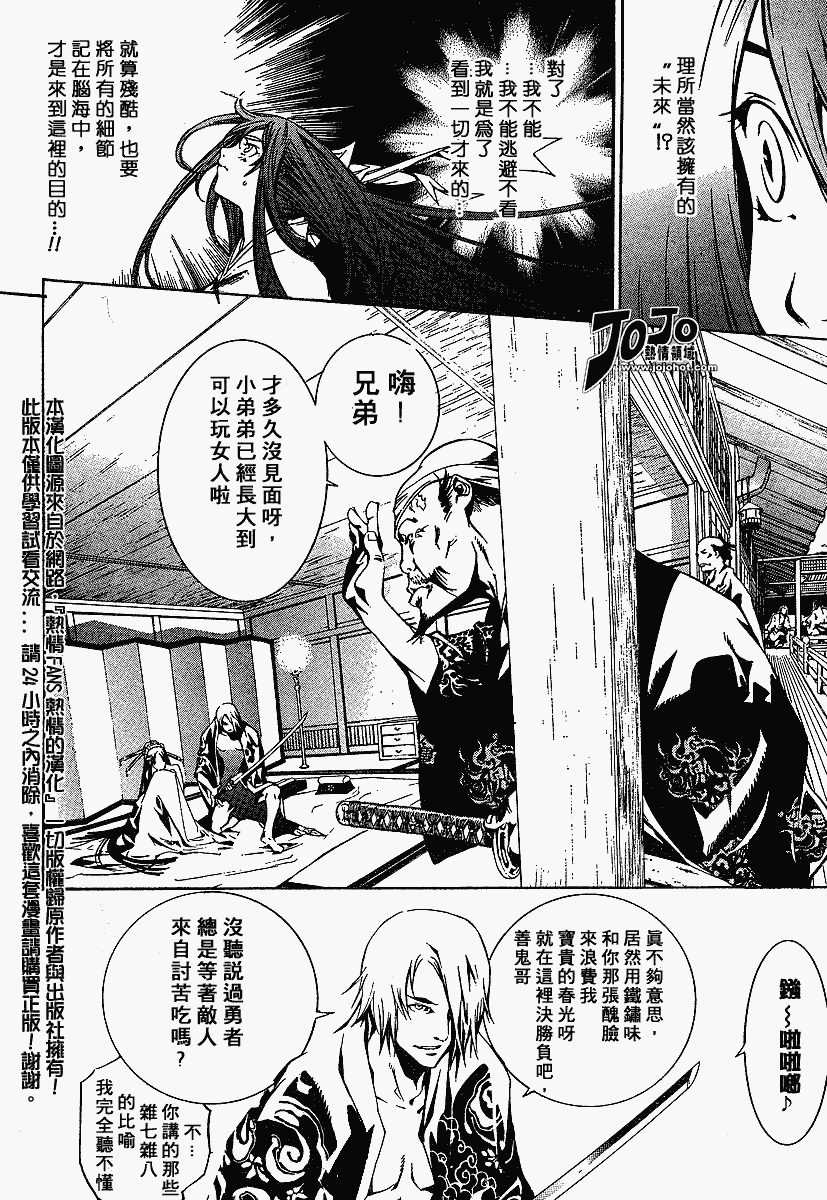 理所當然該擁有的
"未來"!?
對了
…我不能
…我不能逃避不看
我就是為了
看到一切才來的…
就算殘酷，也要
將所有的細節
記在腦海中，
才是來到這裡的目的…!!
JOJO
熱情領域
www.jojohot.com
嗨！
兄弟
才多久沒見面呀，
小弟弟已經長大到
可以玩女人啦
本漢化圖源來自於網路，『熱情FANS熱情的漢化』一切版權歸原作者與出版社擁有！
此版本僅供學習試看交流… 請24小時之內消除，喜歡這套漫畫請購買正版！謝謝。
真不夠意思，
居然用鐵鏽味
和你那張醜臉
來浪費我
寶貴的春光呀
就在這裡決勝負吧，
善鬼哥
沒聽說過勇者
總是等著敵人
來自討苦吃嗎？
不…
你講的那些
雜七雜八
的比喻
我完全聽不懂